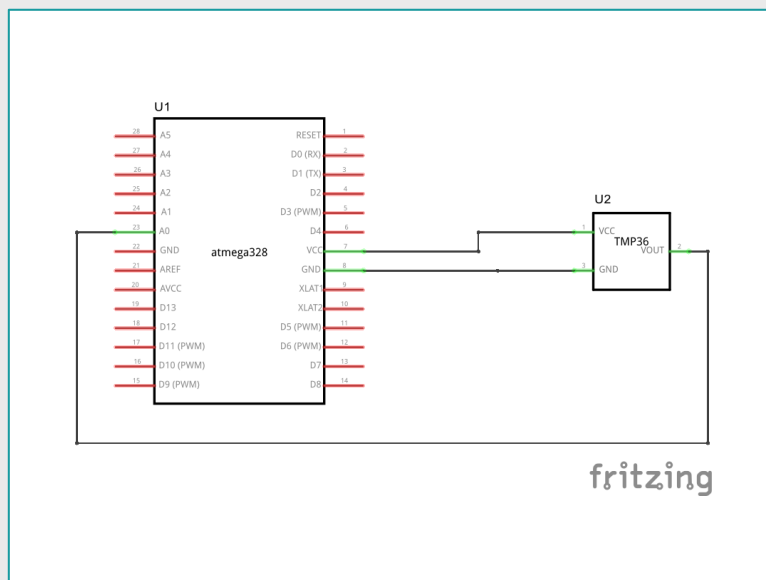 U1
28 A5 RESET 1
27 A4 D0 (RX) 2
26 A3 D1 (TX) 3
25 A2 D2 4
24 A1 D3 (PWM) 5
23 A0 D4 6
22 GND VCC 7
atmega328
21 AREF GND 8
20 AVCC XLAT1 9
19 D13 XLAT2 10
18 D12 D5 (PWM) 11
17 D11 (PWM) D6 (PWM) 12
16 D10 (PWM) D7 13
15 D9 (PWM) D8 14
U2
1 VCC
TMP36
VOUT 2
3 GND
fritzing